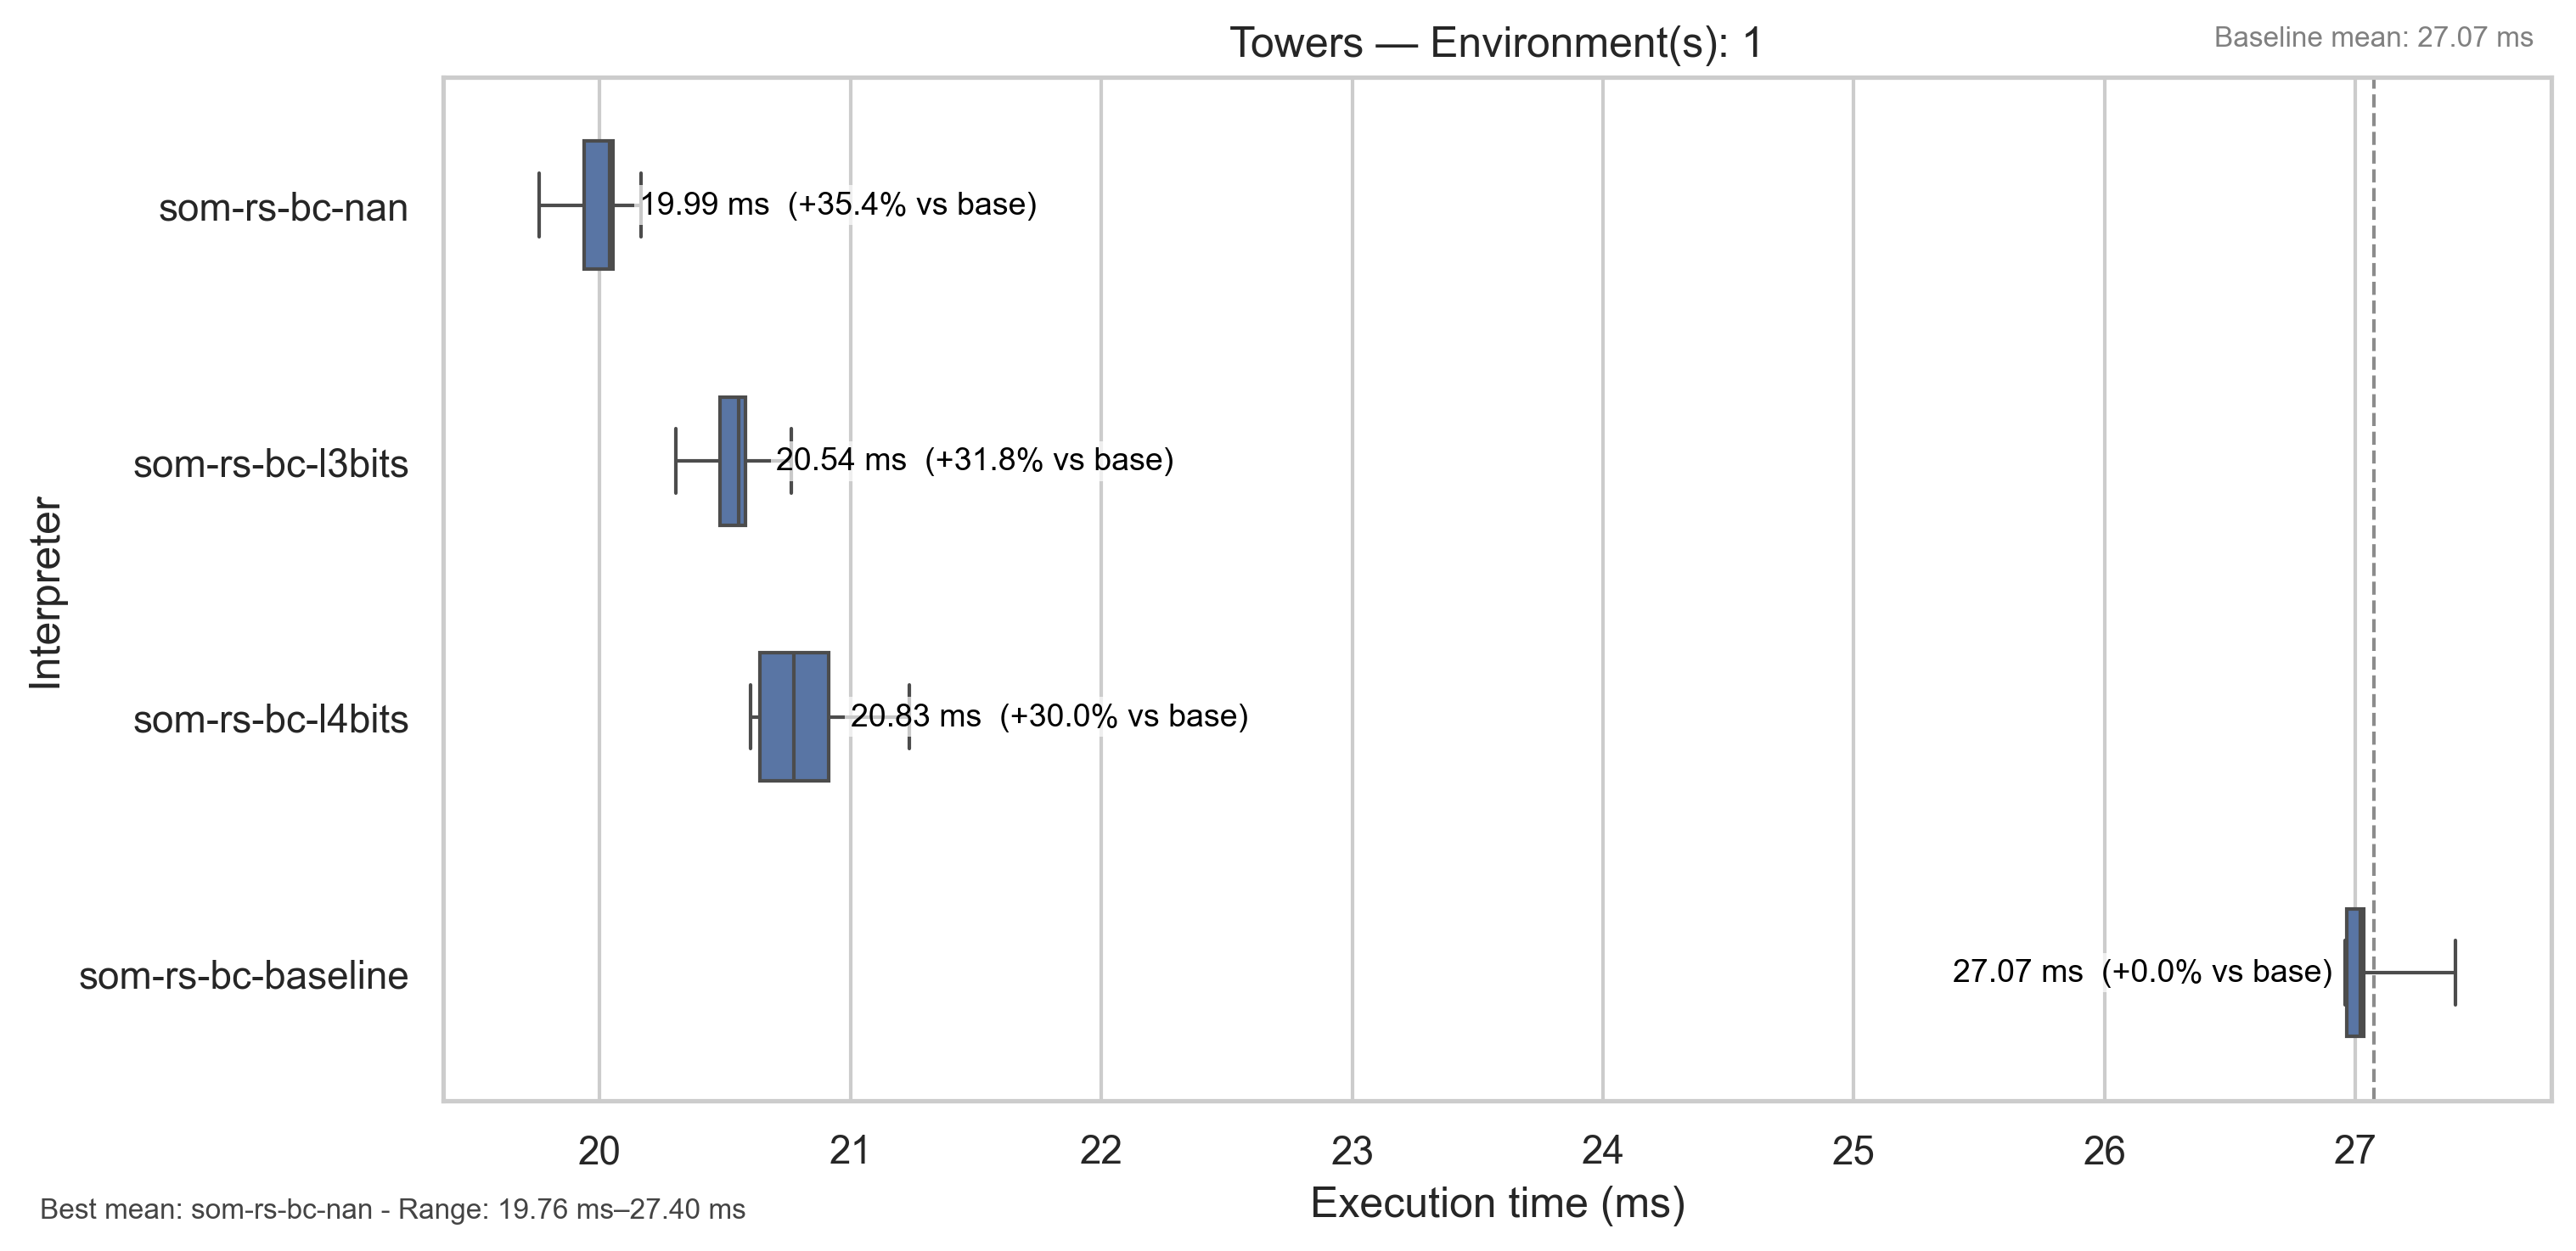 Towers — Environment(s): 1
Baseline mean: 27.07 ms
Interpreter
som-rs-bc-nan
19.99 ms (+35.4% vs base)
som-rs-bc-l3bits
20.54 ms (+31.8% vs base)
som-rs-bc-l4bits
20.83 ms (+30.0% vs base)
som-rs-bc-baseline
27.07 ms (+0.0% vs base)
20 21 22 23 24 25 26 27
Execution time (ms)
Best mean: som-rs-bc-nan - Range: 19.76 ms–27.40 ms